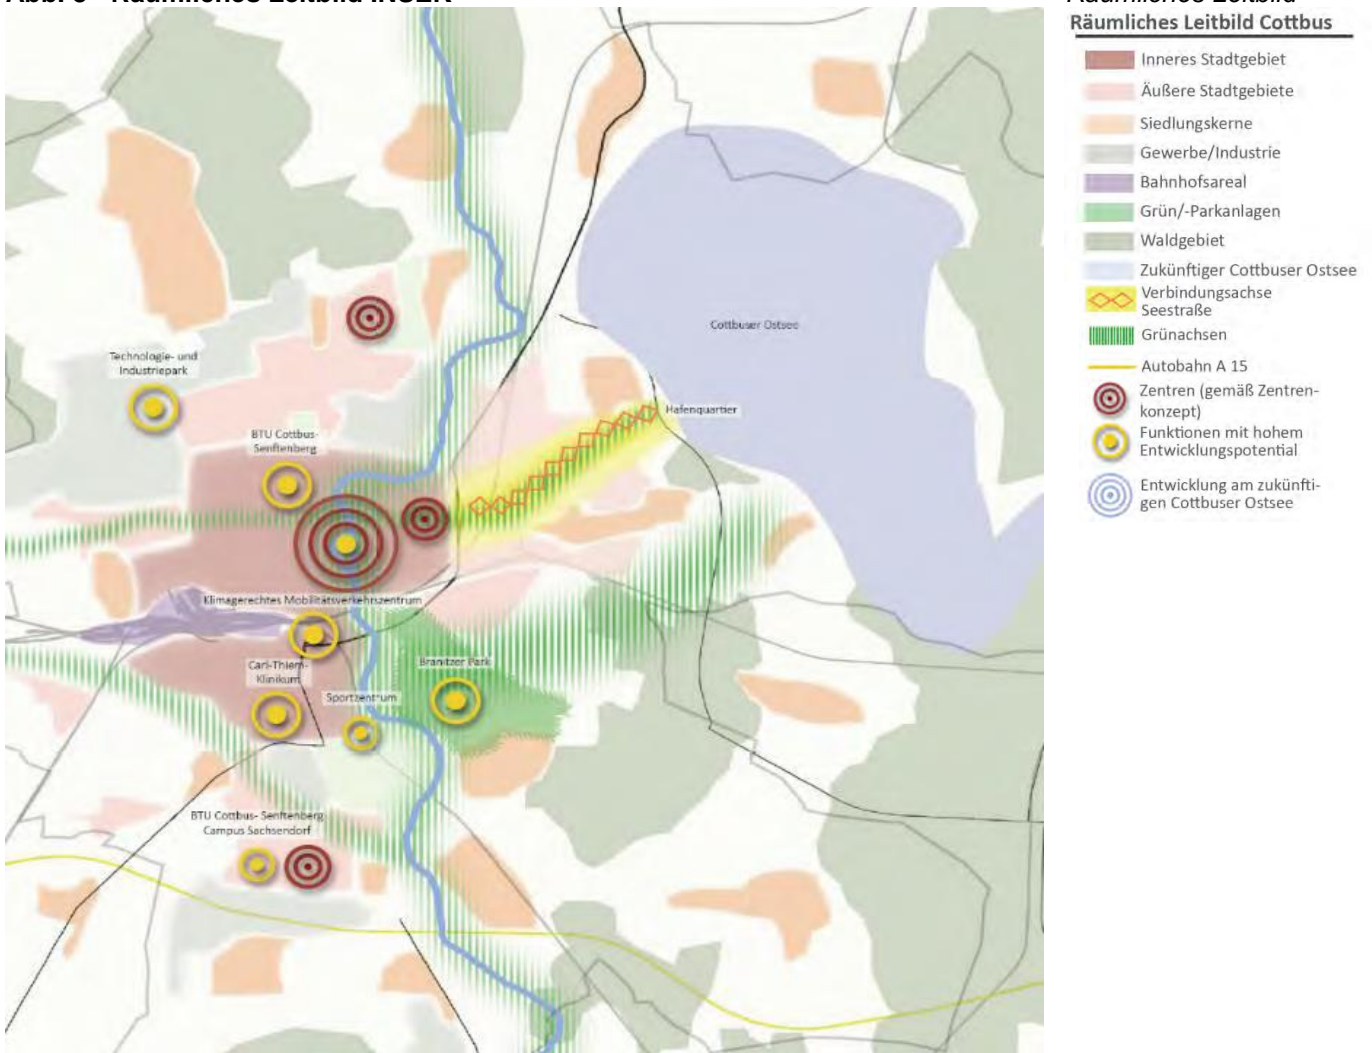 Räumliches Leitbild
Räumliches Leitbild Cottbus
Inneres Stadtgebiet
Äußere Stadtgebiete
Siedlungskerne
Gewerbe/Industrie
Bahnhofsareal
Grün/-Parkanlagen
Waldgebiet
Zukünftiger Cottbuser Ostsee
Verbindungsachse
Seestraße
Grünachsen
Autobahn A 15
Zentren (gemäß Zentren-
konzept)
Funktionen mit hohem
Entwicklungspotential
Entwicklung am zukünfti-
gen Cottbuser Ostsee
Cottbuser Ostsee
Technologie- und
Industriepark
Hafenquartier
BTU Cottbus-
Senftenberg
Klimagerechtes Mobilitätsverkehrszentrum
Carl-Thiem-
Klinikum
Branitzer Park
Sportzentrum
BTU Cottbus- Senftenberg
Campus Sachsendorf